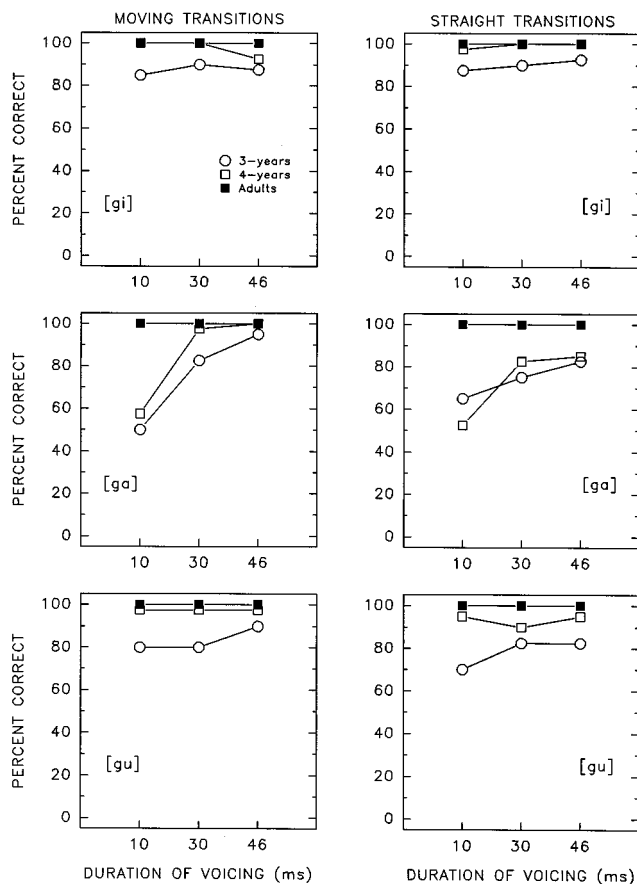 MOVING TRANSITIONS
STRAIGHT TRANSITIONS
PERCENT CORRECT
100
80
60
40
20
0
3-years
4-years
Adults
[gi]
10 30 46
100
80
60
40
20
0
[gi]
10 30 46
PERCENT CORRECT
100
80
60
40
20
0
[ga]
10 30 46
100
80
60
40
20
0
[ga]
10 30 46
PERCENT CORRECT
100
80
60
40
20
0
[gu]
10 30 46
DURATION OF VOICING (ms)
100
80
60
40
20
0
[gu]
10 30 46
DURATION OF VOICING (ms)